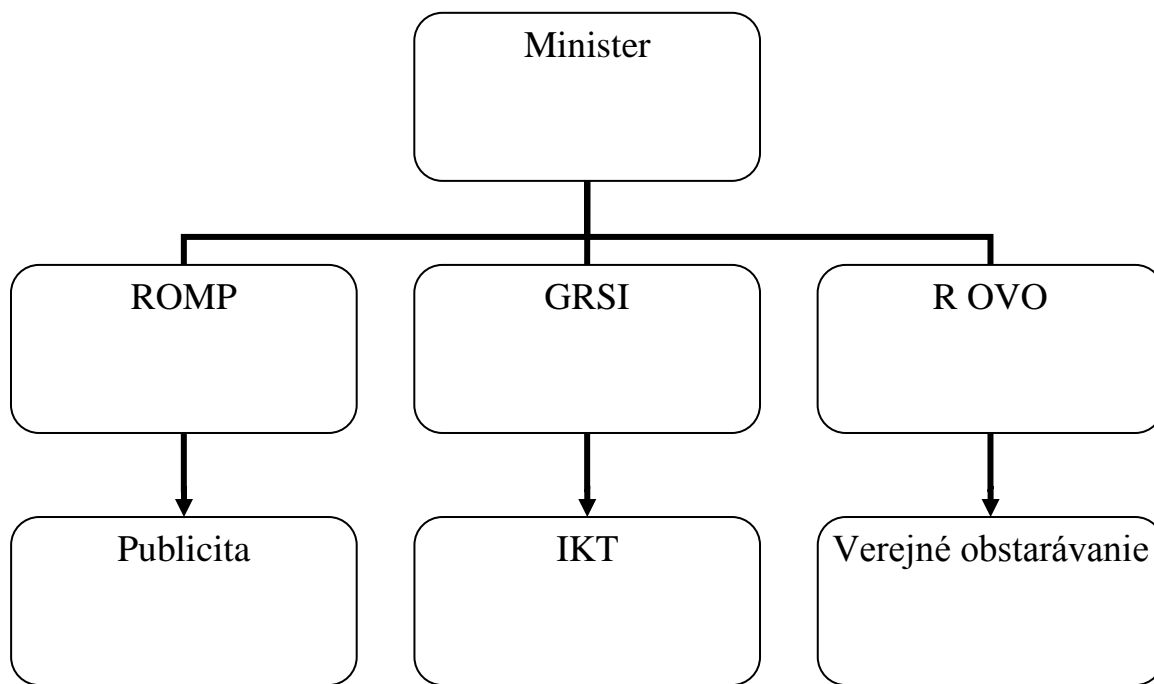 Minister
ROMP
GRSI
R OVO
Publicita
IKT
Verejné obstarávanie